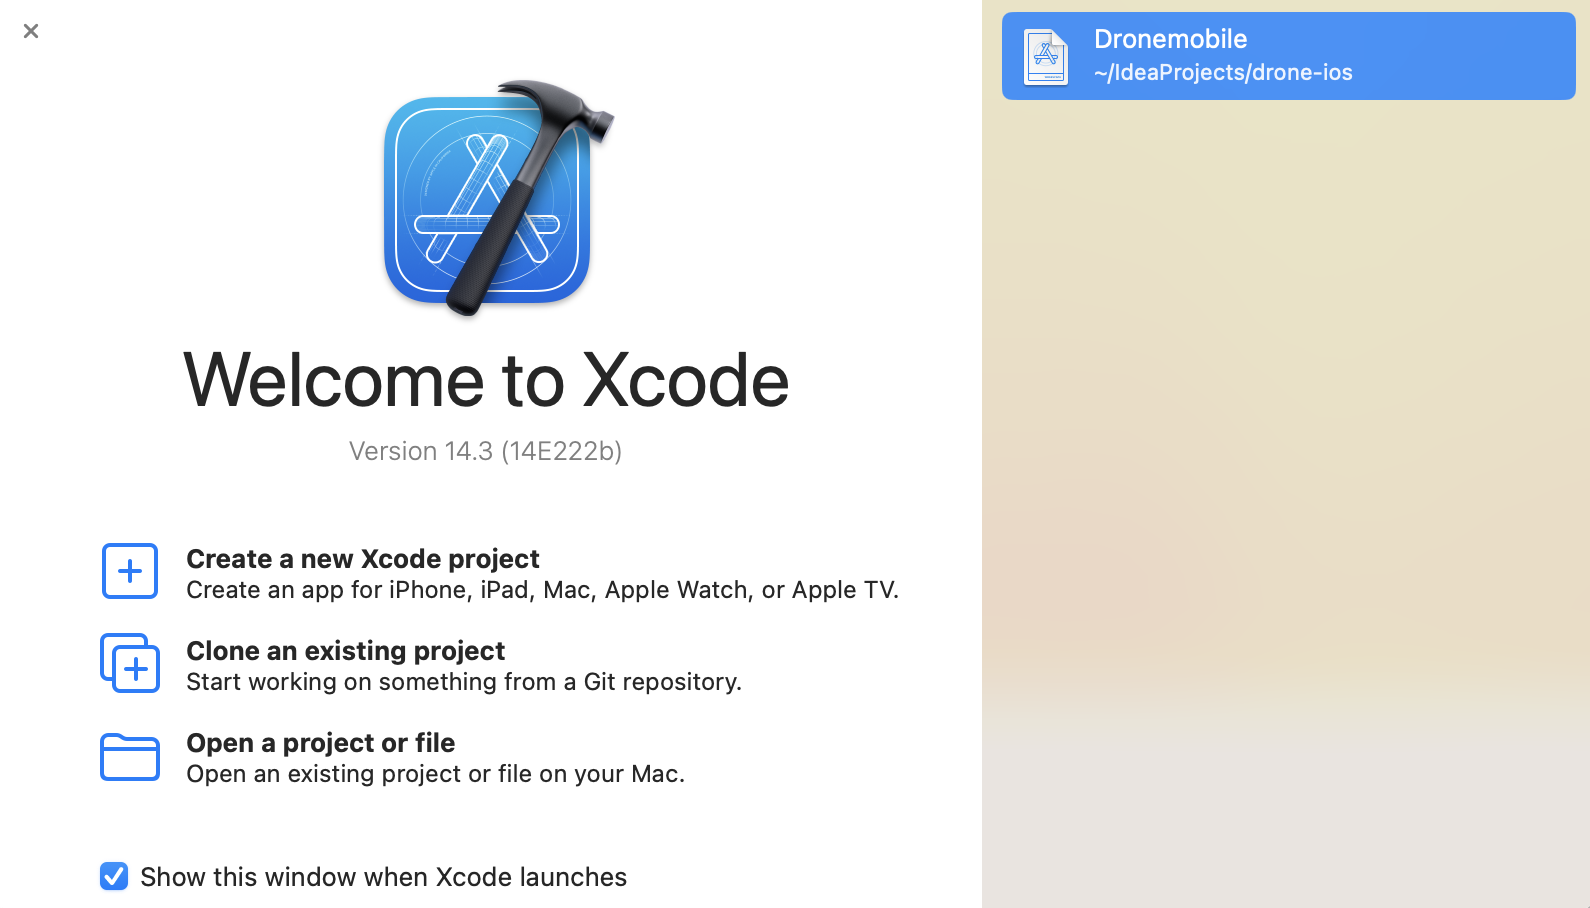 Welcome to Xcode
Version 14.3 (14E222b)
Create a new Xcode project
Create an app for iPhone, iPad, Mac, Apple Watch, or Apple TV.
Clone an existing project
Start working on something from a Git repository.
Open a project or file
Open an existing project or file on your Mac.
Show this window when Xcode launches
Dronemobile
~/IdeaProjects/drone-ios